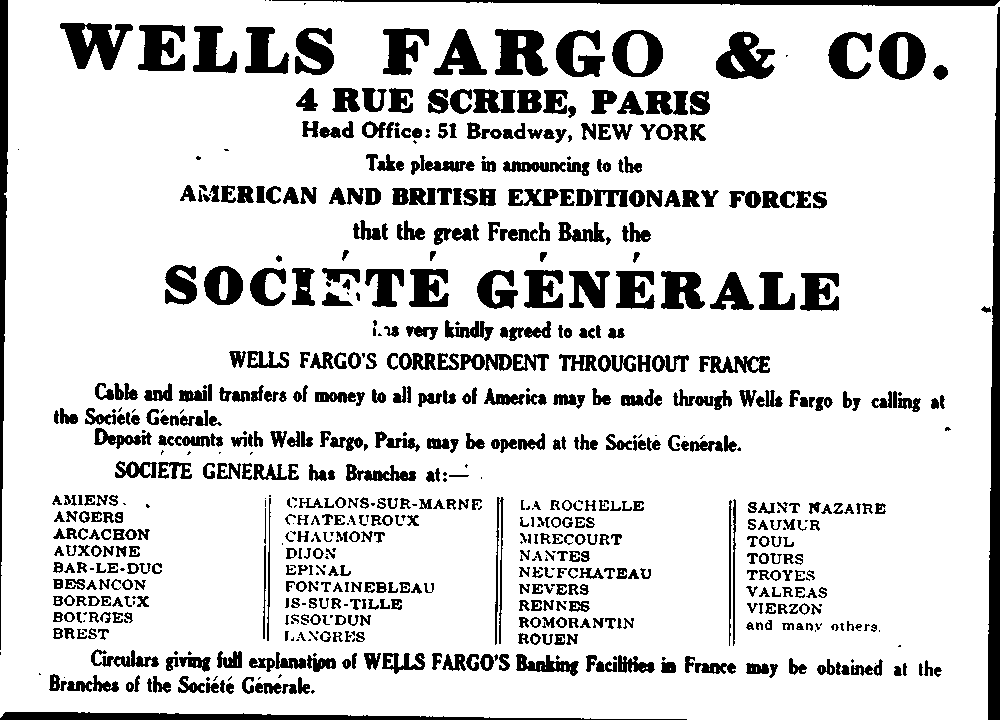 WELLS FARGO & CO.
4 RUE SCRIBE, PARIS
Head Office: 51 Broadway, NEW YORK
Take pleasure in announcing to the
AMERICAN AND BRITISH EXPEDITIONARY FORCES
that the great French Bank, the
SOCIÉTÉ GÉNÉRALE
has very kindly agreed to act as
WELLS FARGO'S CORRESPONDENT THROUGHOUT FRANCE
Cable and mail transfers of money to all parts of America may be made through Wells Fargo by calling at
the Société Générale.
Deposit accounts with Wells Fargo, Paris, may be opened at the Société Générale.
SOCIÉTÉ GÉNÉRALE has Branches at:—
AMIENS
ANGERS
ARCACHON
AUXONNE
BAR-LE-DUC
BESANCON
BORDEAUX
BOURGES
BREST
CHALONS-SUR-MARNE
CHATEAUROUX
CHAUMONT
DIJON
EPINAL
FONTAINEBLEAU
IS-SUR-TILLE
ISSOUDUN
LANGRES
LA ROCHELLE
LIMOGES
MIRECOURT
NANTES
NEUFCHATEAU
NEVERS
RENNES
ROMORANTIN
ROUEN
SAINT NAZAIRE
SAUMUR
TOUL
TOURS
TROYES
VALREAS
VIERZON
and many others.
Circulars giving full explanation of WELLS FARGO'S Banking Facilities in France may be obtained at the
Branches of the Société Générale.